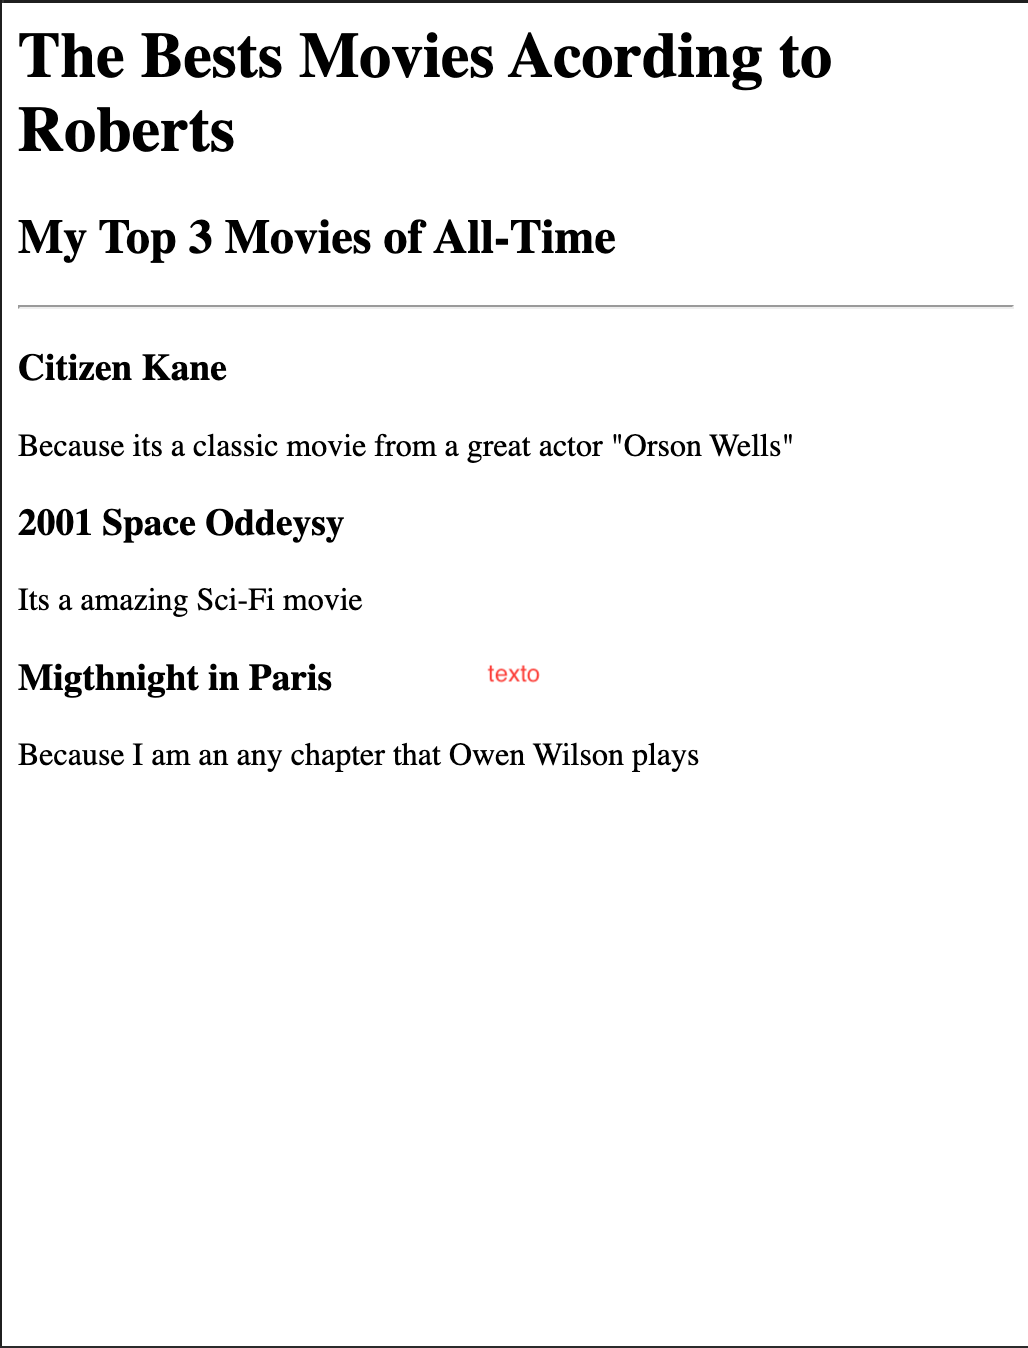 The Bests Movies Acording to
Roberts
My Top 3 Movies of All-Time
Citizen Kane
Because its a classic movie from a great actor "Orson Wells"
2001 Space Oddeysy
Its a amazing Sci-Fi movie
Migthnight in Paris
texto
Because I am an any chapter that Owen Wilson plays